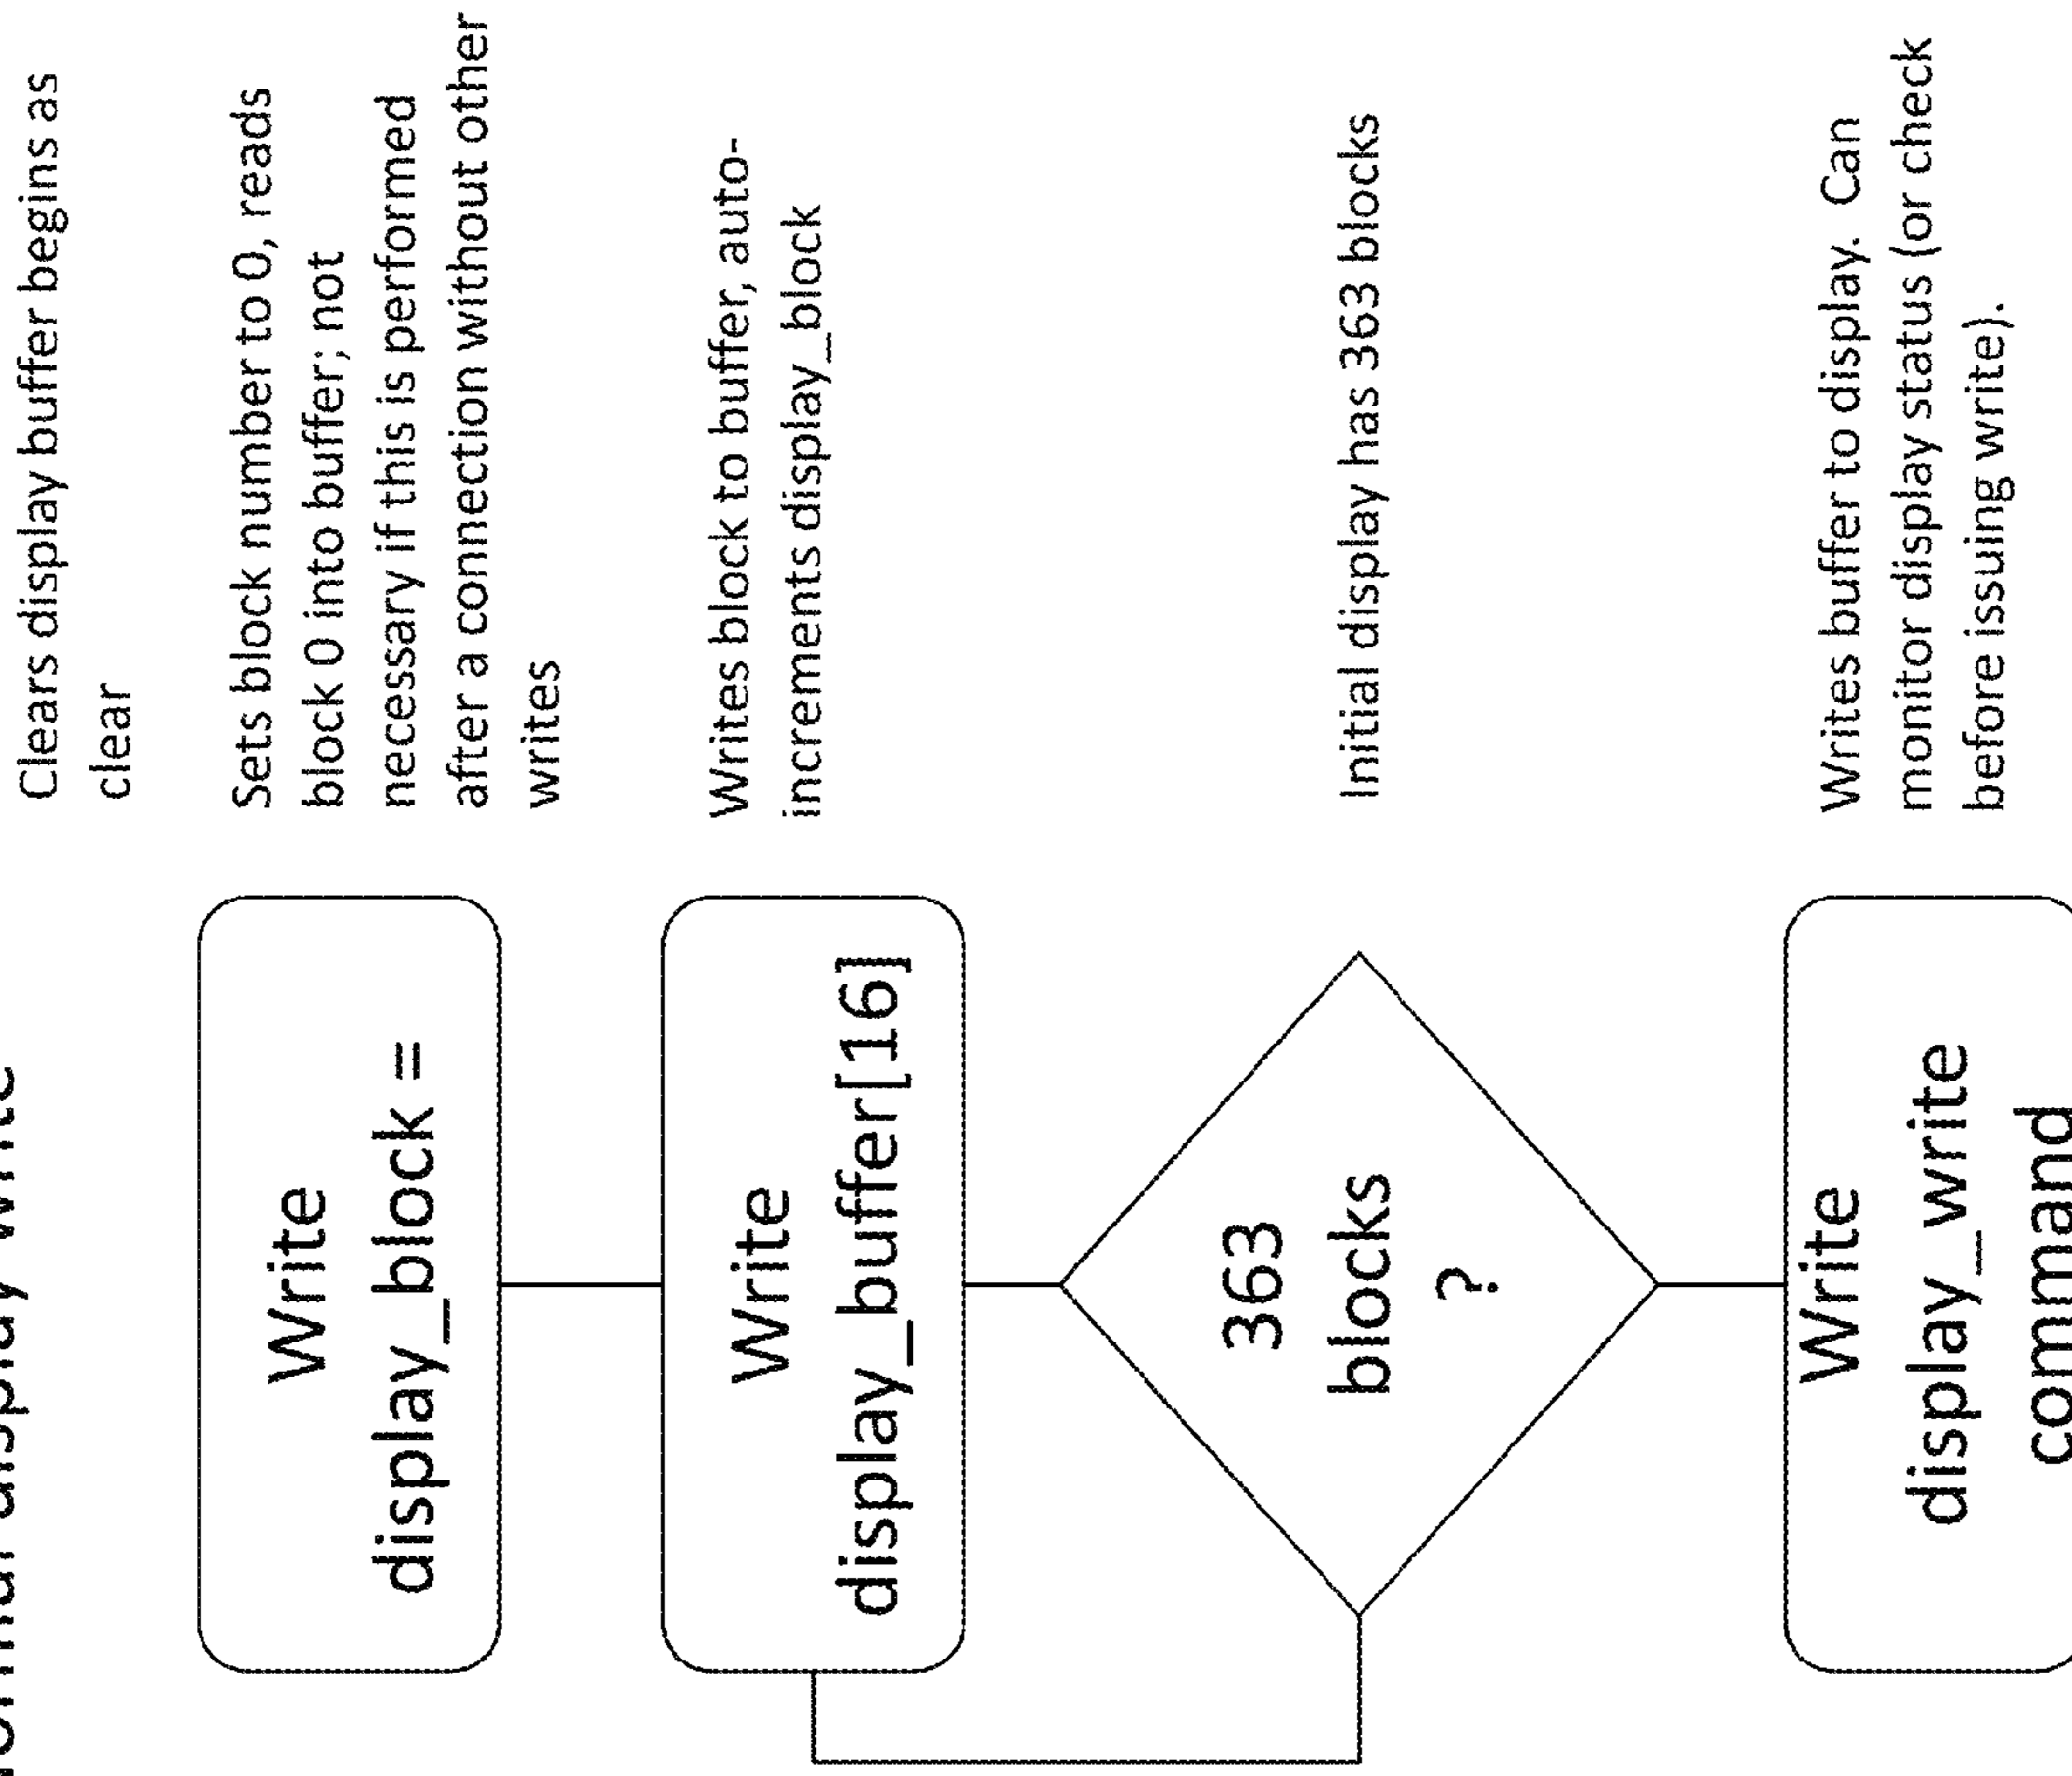 display write
Clears display buffer begins as
clear
Write
display_block =
Sets block number to 0, reads
block 0 into buffer; not
necessary if this is performed
after a connection without other
writes
Write
display_buffer[16]
Writes block to buffer, auto-
increments display_block
363
blocks
?
Initial display has 363 blocks
Write
display_write
command
Writes buffer to display.  Can
monitor display status (or check
before issuing write).